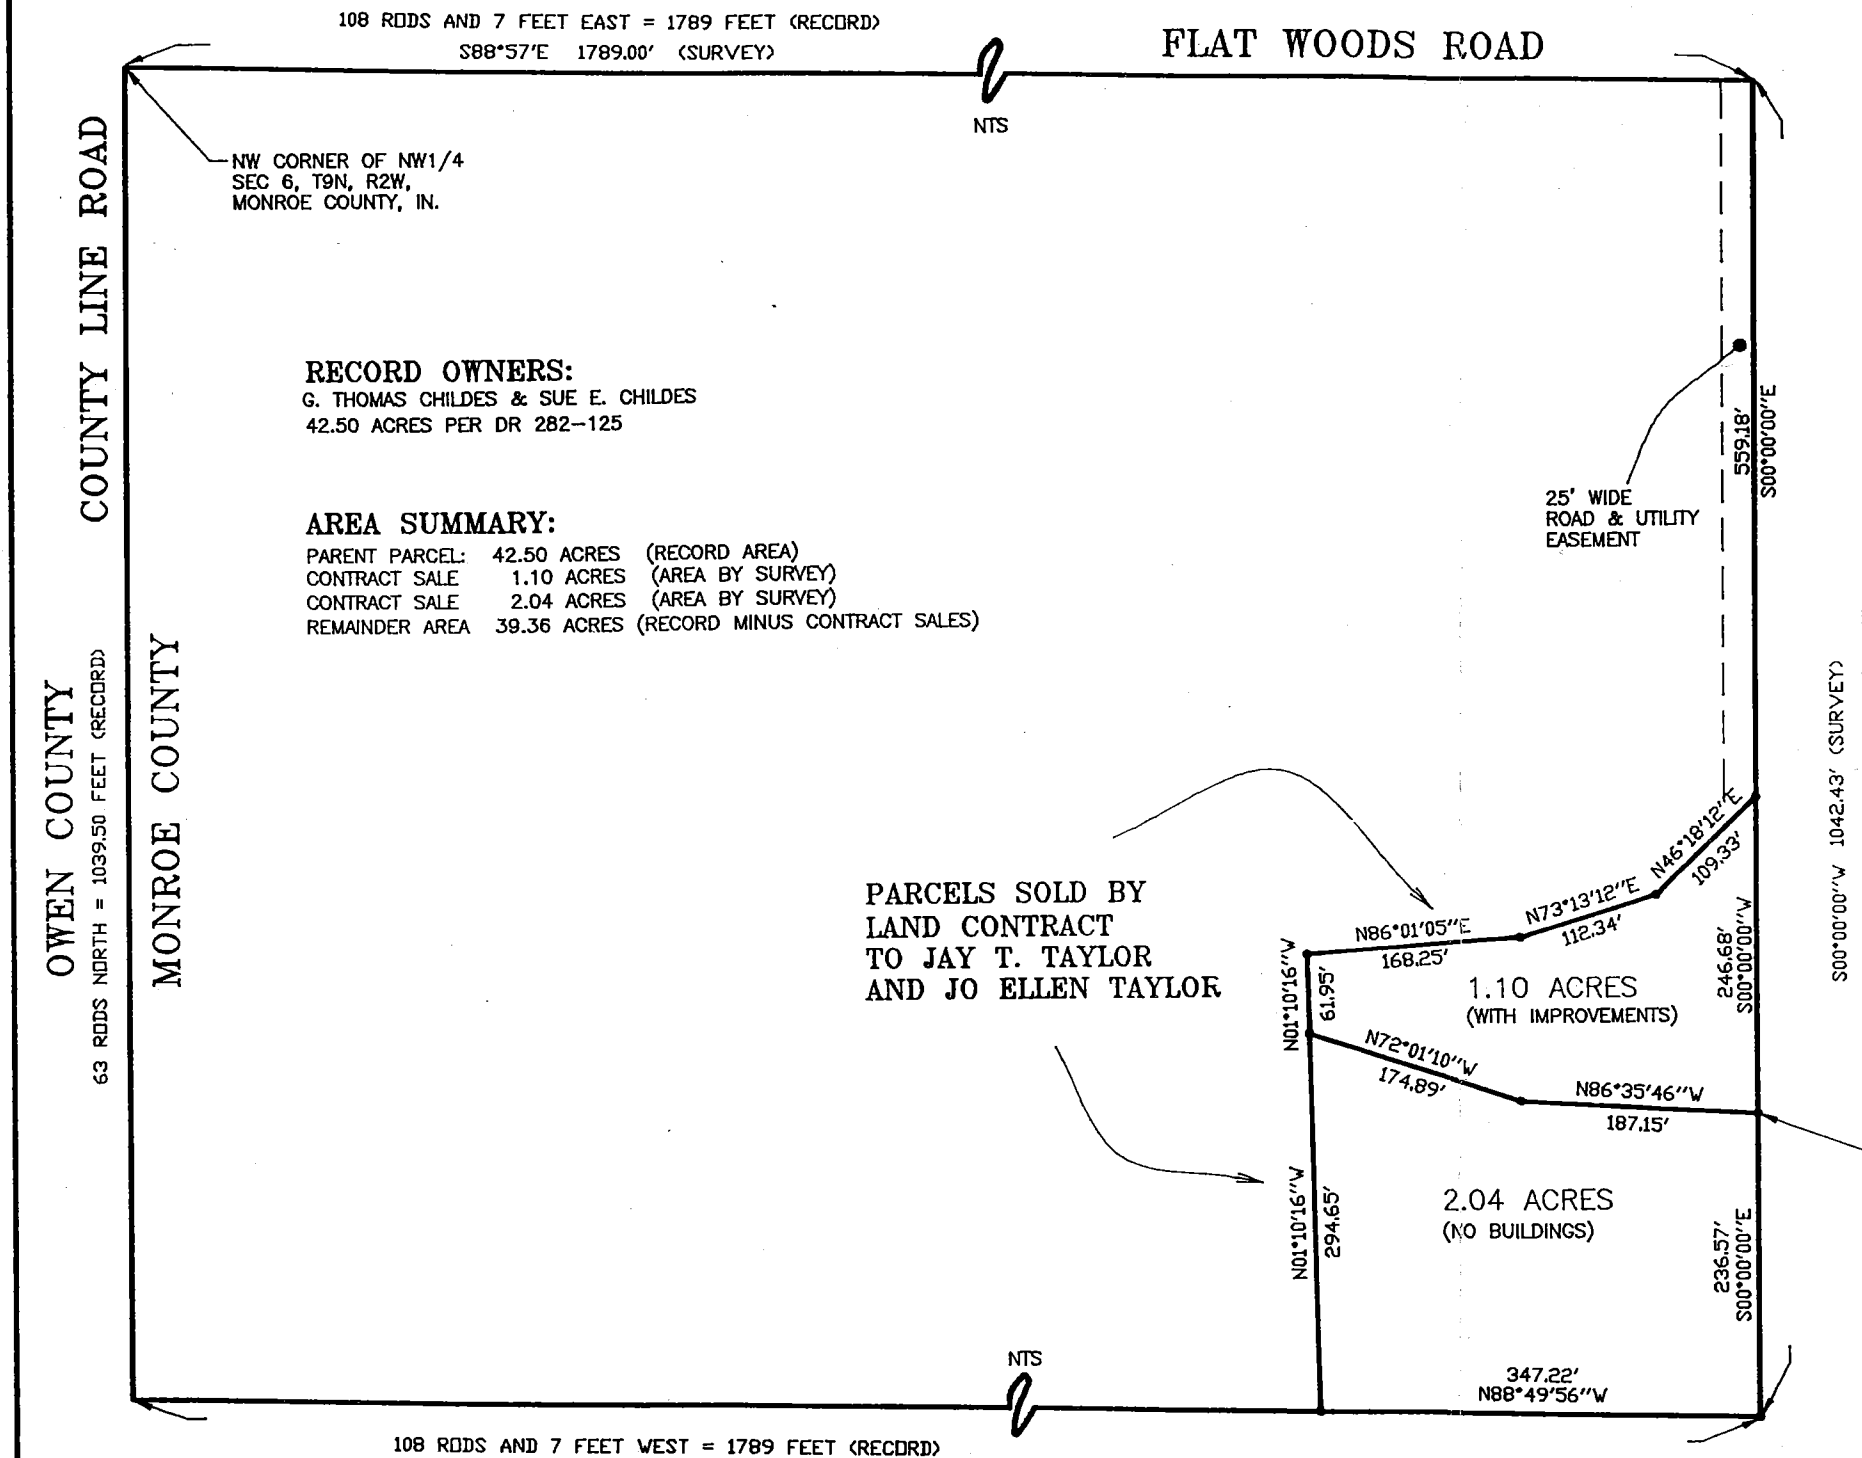 108 RODS AND 7 FEET EAST = 1789 FEET (RECORD)
S88°57'E 1789.00' (SURVEY)
FLAT WOODS ROAD
NTS
NW CORNER OF NW1/4
SEC 6, T9N, R2W,
MONROE COUNTY, IN.
COUNTY LINE ROAD
RECORD OWNERS:
G. THOMAS CHILDES & SUE E. CHILDES
42.50 ACRES PER DR 282-125
559.18'
S00°00'00"E
25' WIDE
ROAD & UTILITY
EASEMENT
AREA SUMMARY:
PARENT PARCEL: 42.50 ACRES (RECORD AREA)
CONTRACT SALE 1.10 ACRES (AREA BY SURVEY)
CONTRACT SALE 2.04 ACRES (AREA BY SURVEY)
REMAINDER AREA 39.36 ACRES (RECORD MINUS CONTRACT SALES)
OWEN COUNTY
63 RODS NORTH = 1039.50 FEET (RECORD)
MONROE COUNTY
S00°00'00"W 1042.43' (SURVEY)
PARCELS SOLD BY
LAND CONTRACT
TO JAY T. TAYLOR
AND JO ELLEN TAYLOR
N46°18'12"E
109.33'
N73°13'12"E
112.34'
N86°01'05"E
168.25'
N01°10'16"W
61.95'
246.68'
S00°00'00"W
1.10 ACRES
(WITH IMPROVEMENTS)
N72°01'10"W
174.89'
N86°35'46"W
187.15'
N01°10'16"W
294.65'
2.04 ACRES
(NO BUILDINGS)
236.57'
S00°00'00"E
347.22'
N88°49'56"W
NTS
108 RODS AND 7 FEET WEST = 1789 FEET (RECORD)